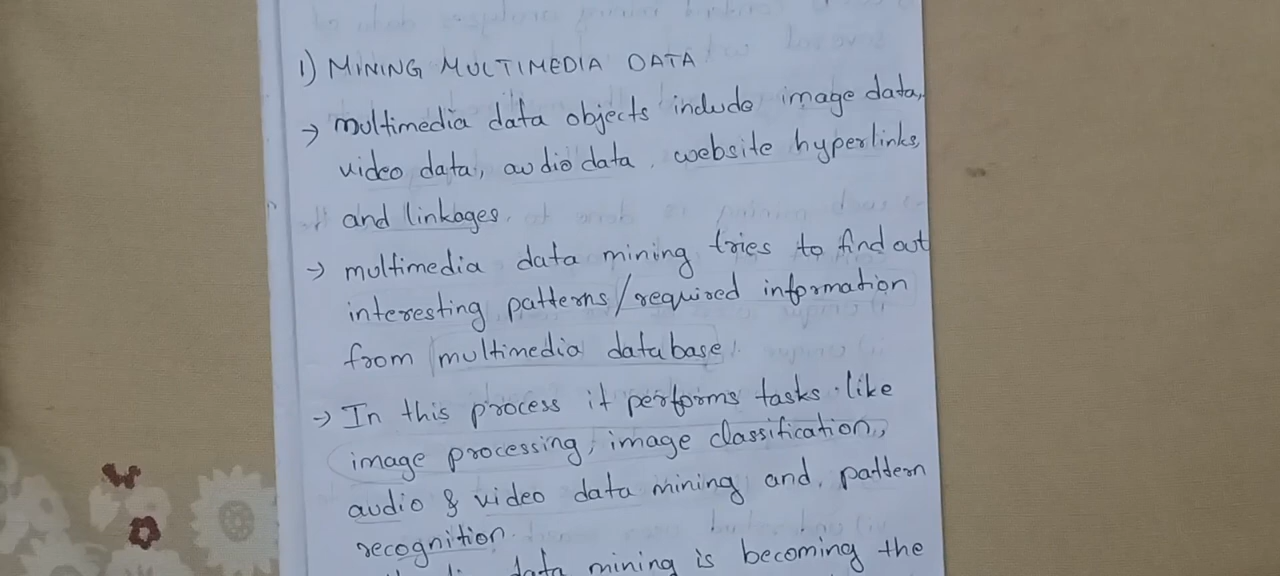 1) MINING MULTIMEDIA DATA
→ multimedia data objects include image data,
video data, audio data, website hyperlinks,
and linkages.
→ multimedia data mining tries to find out
interesting patterns/required information
from multimedia database.
→ In this process it performs tasks like
image processing, image classification,
audio & video data mining and pattern
recognition.
data mining is becoming the